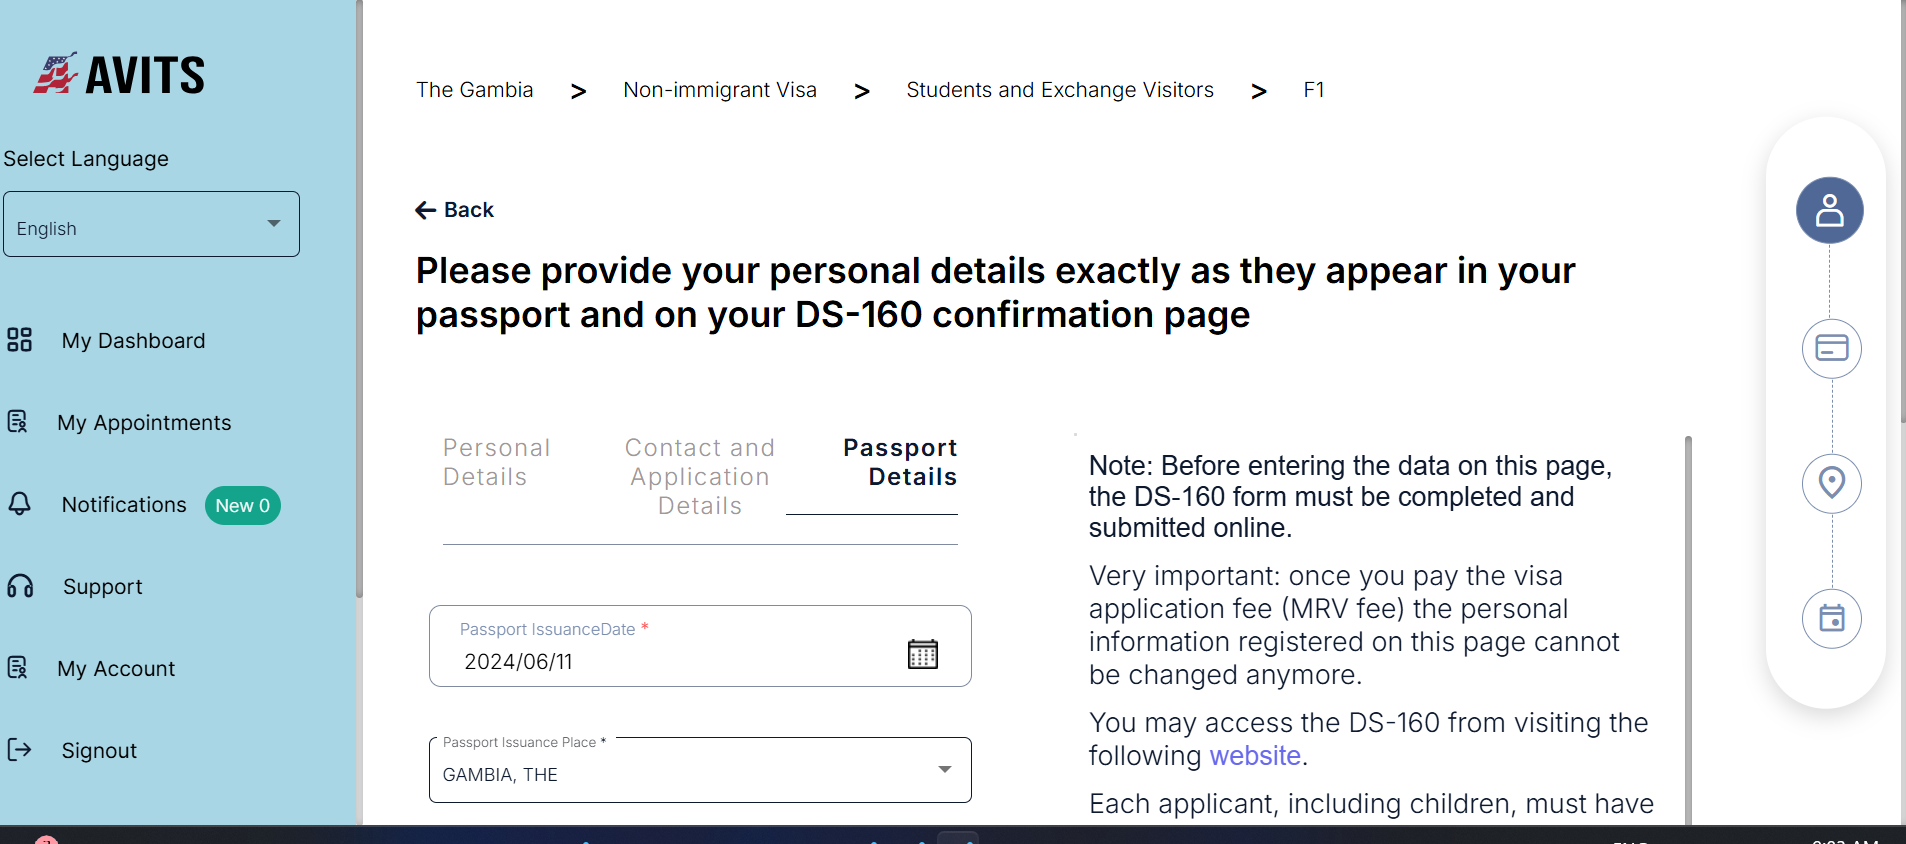 AVITS
Select Language
English
My Dashboard
My Appointments
Notifications New 0
Support
My Account
Signout
The Gambia > Non-immigrant Visa > Students and Exchange Visitors > F1
Back
Please provide your personal details exactly as they appear in your
passport and on your DS-160 confirmation page
Personal
Details
Contact and
Application
Details
Passport
Details
Passport IssuanceDate *
2024/06/11
Passport Issuance Place *
GAMBIA, THE
Note: Before entering the data on this page,
the DS-160 form must be completed and
submitted online.
Very important: once you pay the visa
application fee (MRV fee) the personal
information registered on this page cannot
be changed anymore.
You may access the DS-160 from visiting the
following website.
Each applicant, including children, must have